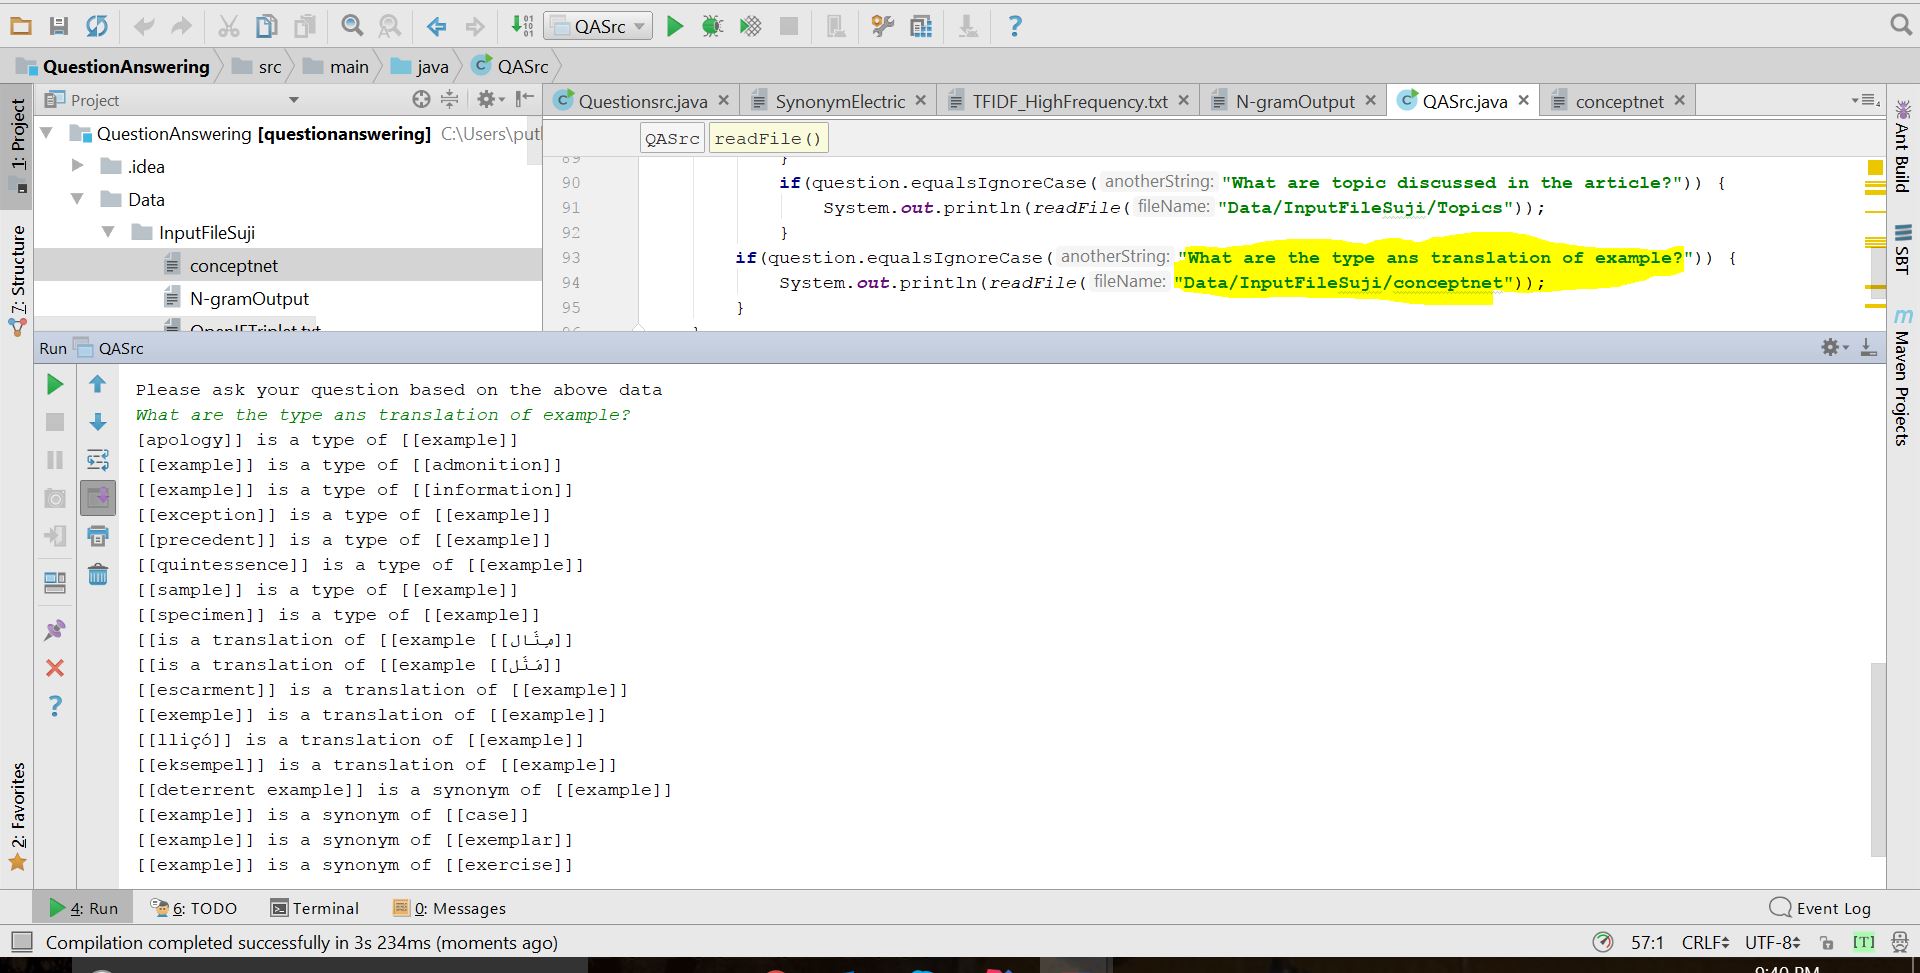 QASrc
QuestionAnswering src main java QASrc
Project
Questionsrc.java SynonymElectric TFIDF_HighFrequency.txt N-gramOutput QASrc.java conceptnet
QuestionAnswering [questionanswering] C:\Users\put
.idea
Data
InputFileSuji
conceptnet
N-gramOutput
OpenIETriplet.txt
1: Project
7: Structure
2: Favorites
QASrc readFile()
89 }
90 if(question.equalsIgnoreCase( anotherString: "What are topic discussed in the article?")) {
91 System.out.println(readFile( fileName: "Data/InputFileSuji/Topics"));
92 }
93 if(question.equalsIgnoreCase( anotherString: "What are the type ans translation of example?")) {
94 System.out.println(readFile( fileName: "Data/InputFileSuji/conceptnet"));
95 }
96 }
Ant Build
SBT
Maven Projects
Run QASrc
Please ask your question based on the above data
What are the type ans translation of example?
[apology]] is a type of [[example]]
[[example]] is a type of [[admonition]]
[[example]] is a type of [[information]]
[[exception]] is a type of [[example]]
[[precedent]] is a type of [[example]]
[[quintessence]] is a type of [[example]]
[[sample]] is a type of [[example]]
[[specimen]] is a type of [[example]]
[[is a translation of [[example [[مِثَال]]
[[is a translation of [[example [[مَثَل]]
[[escarment]] is a translation of [[example]]
[[exemple]] is a translation of [[example]]
[[lliçó]] is a translation of [[example]]
[[eksempel]] is a translation of [[example]]
[[deterrent example]] is a synonym of [[example]]
[[example]] is a synonym of [[case]]
[[example]] is a synonym of [[exemplar]]
[[example]] is a synonym of [[exercise]]
4: Run 6: TODO Terminal 0: Messages Event Log
Compilation completed successfully in 3s 234ms (moments ago) 57:1 CRLF UTF-8 [T]
9:40 PM